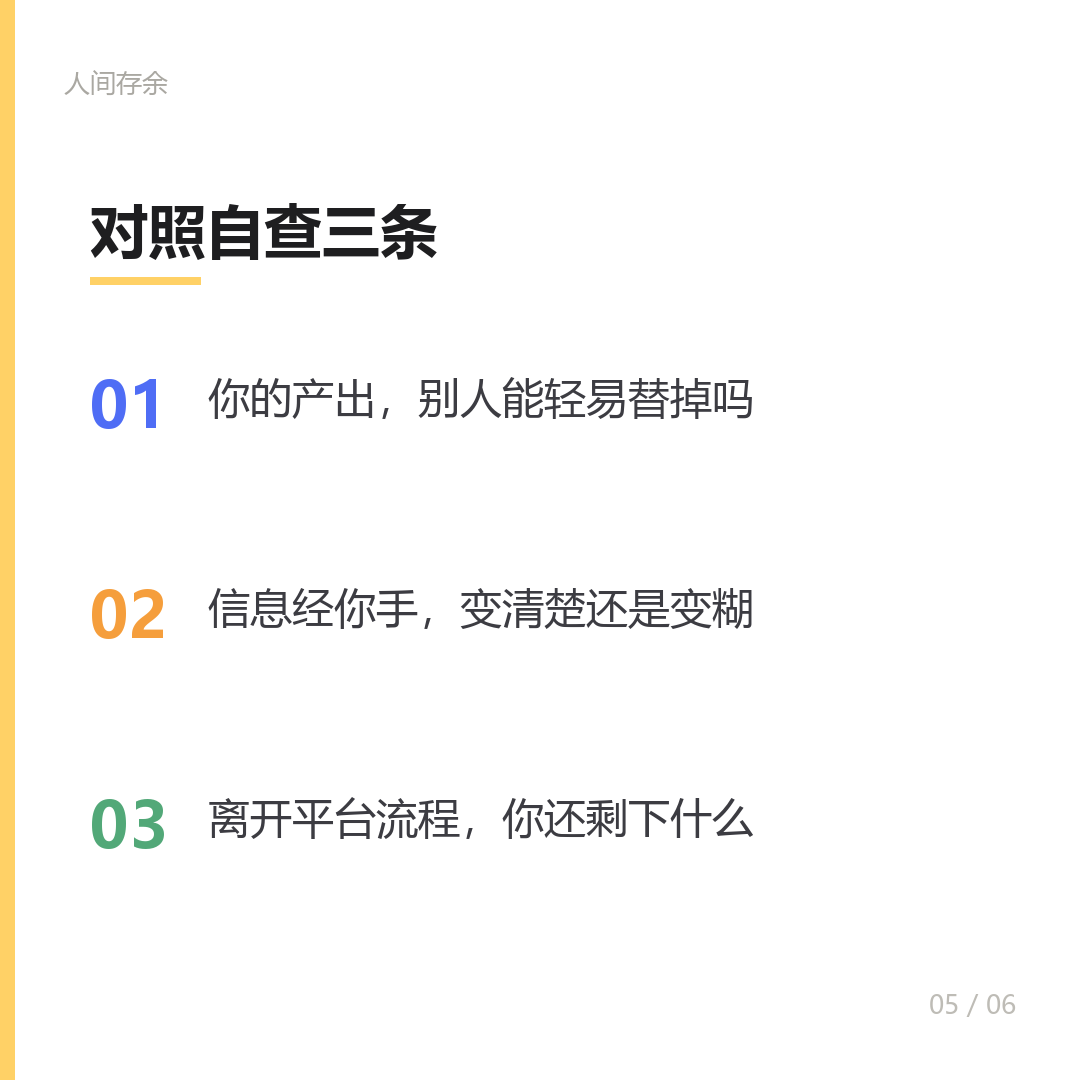 人间存余
对照自查三条
01 你的产出，别人能轻易替掉吗
02 信息经你手，变清楚还是变糊
03 离开平台流程，你还剩下什么
05 / 06